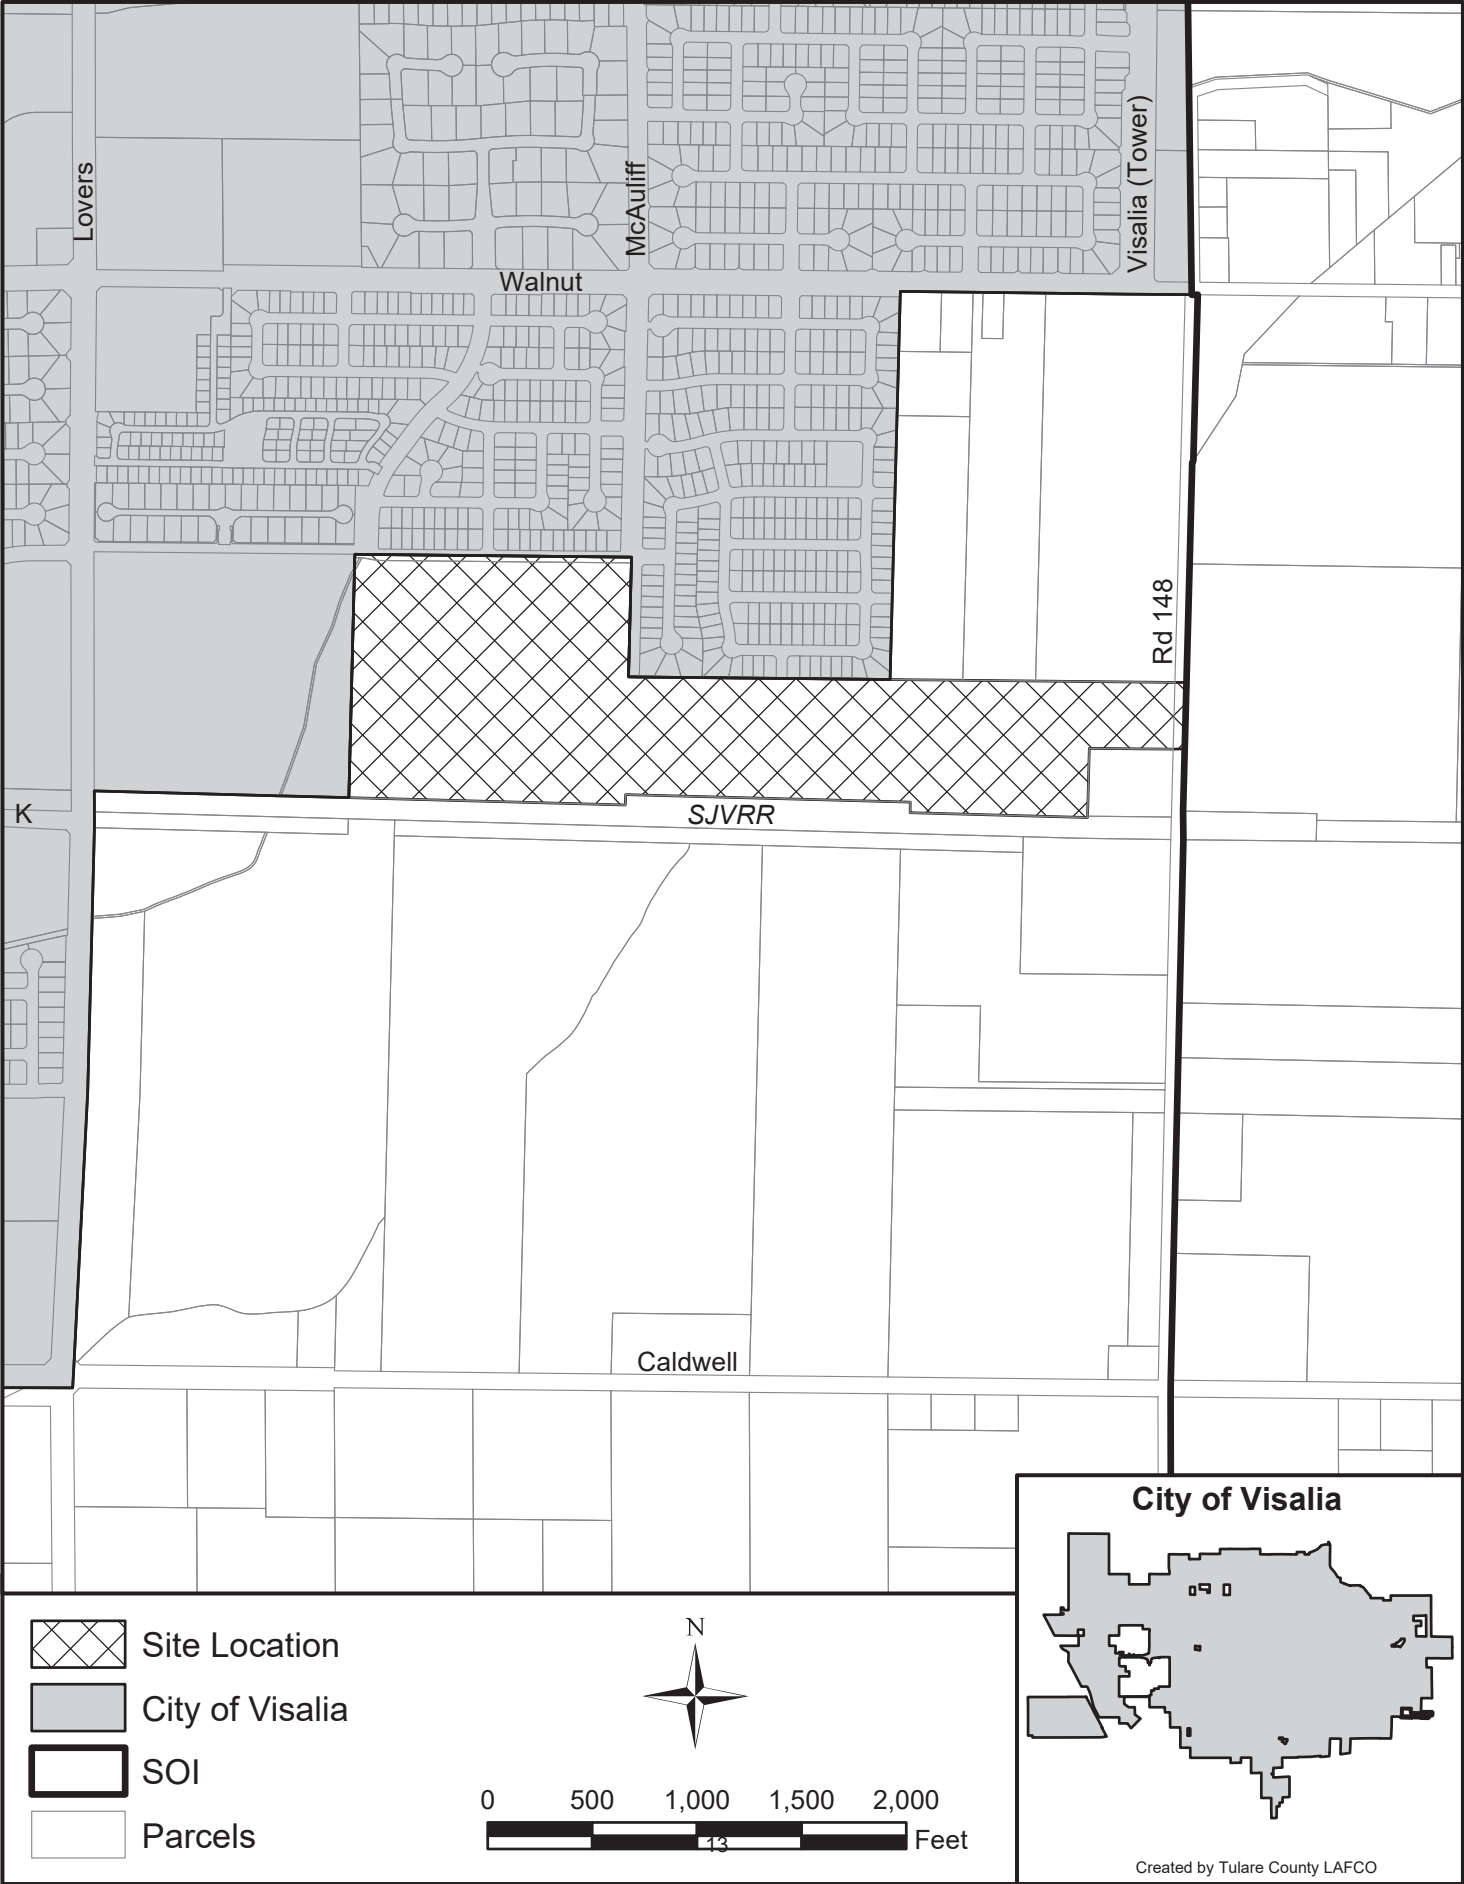 Lovers
McAuliff
Visalia (Tower)
Walnut
Rd 148
K
SJVRR
Caldwell
City of Visalia
Site Location
City of Visalia
SOI
Parcels
N
0 500 1,000 1,500 2,000
Feet
13
Created by Tulare County LAFCO